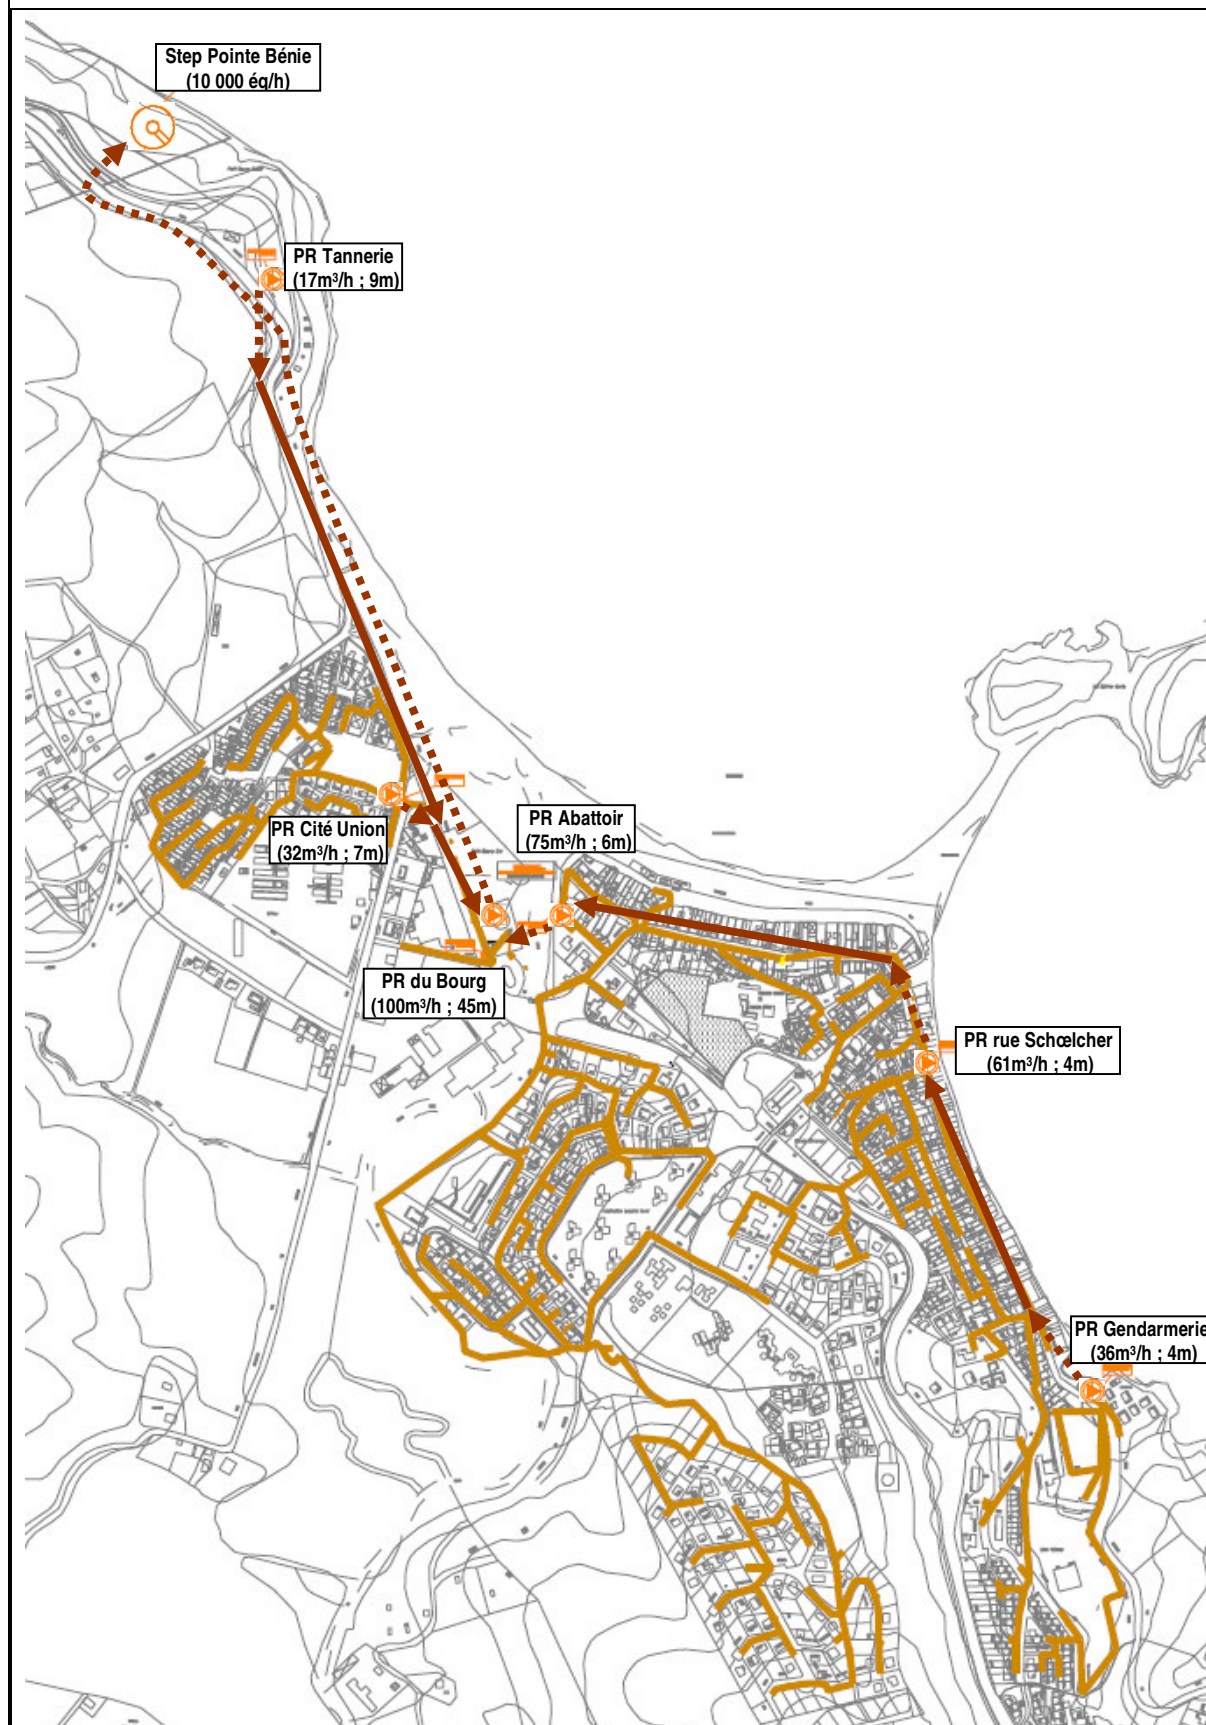 Step Pointe Bénie
(10 000 éq/h)
PR Tannerie
(17m³/h ; 9m)
PR Abattoir
(75m³/h ; 6m)
PR Cité Union
(32m³/h ; 7m)
PR du Bourg
(100m³/h ; 45m)
PR rue Schœlcher
(61m³/h ; 4m)
PR Gendarmerie
(36m³/h ; 4m)